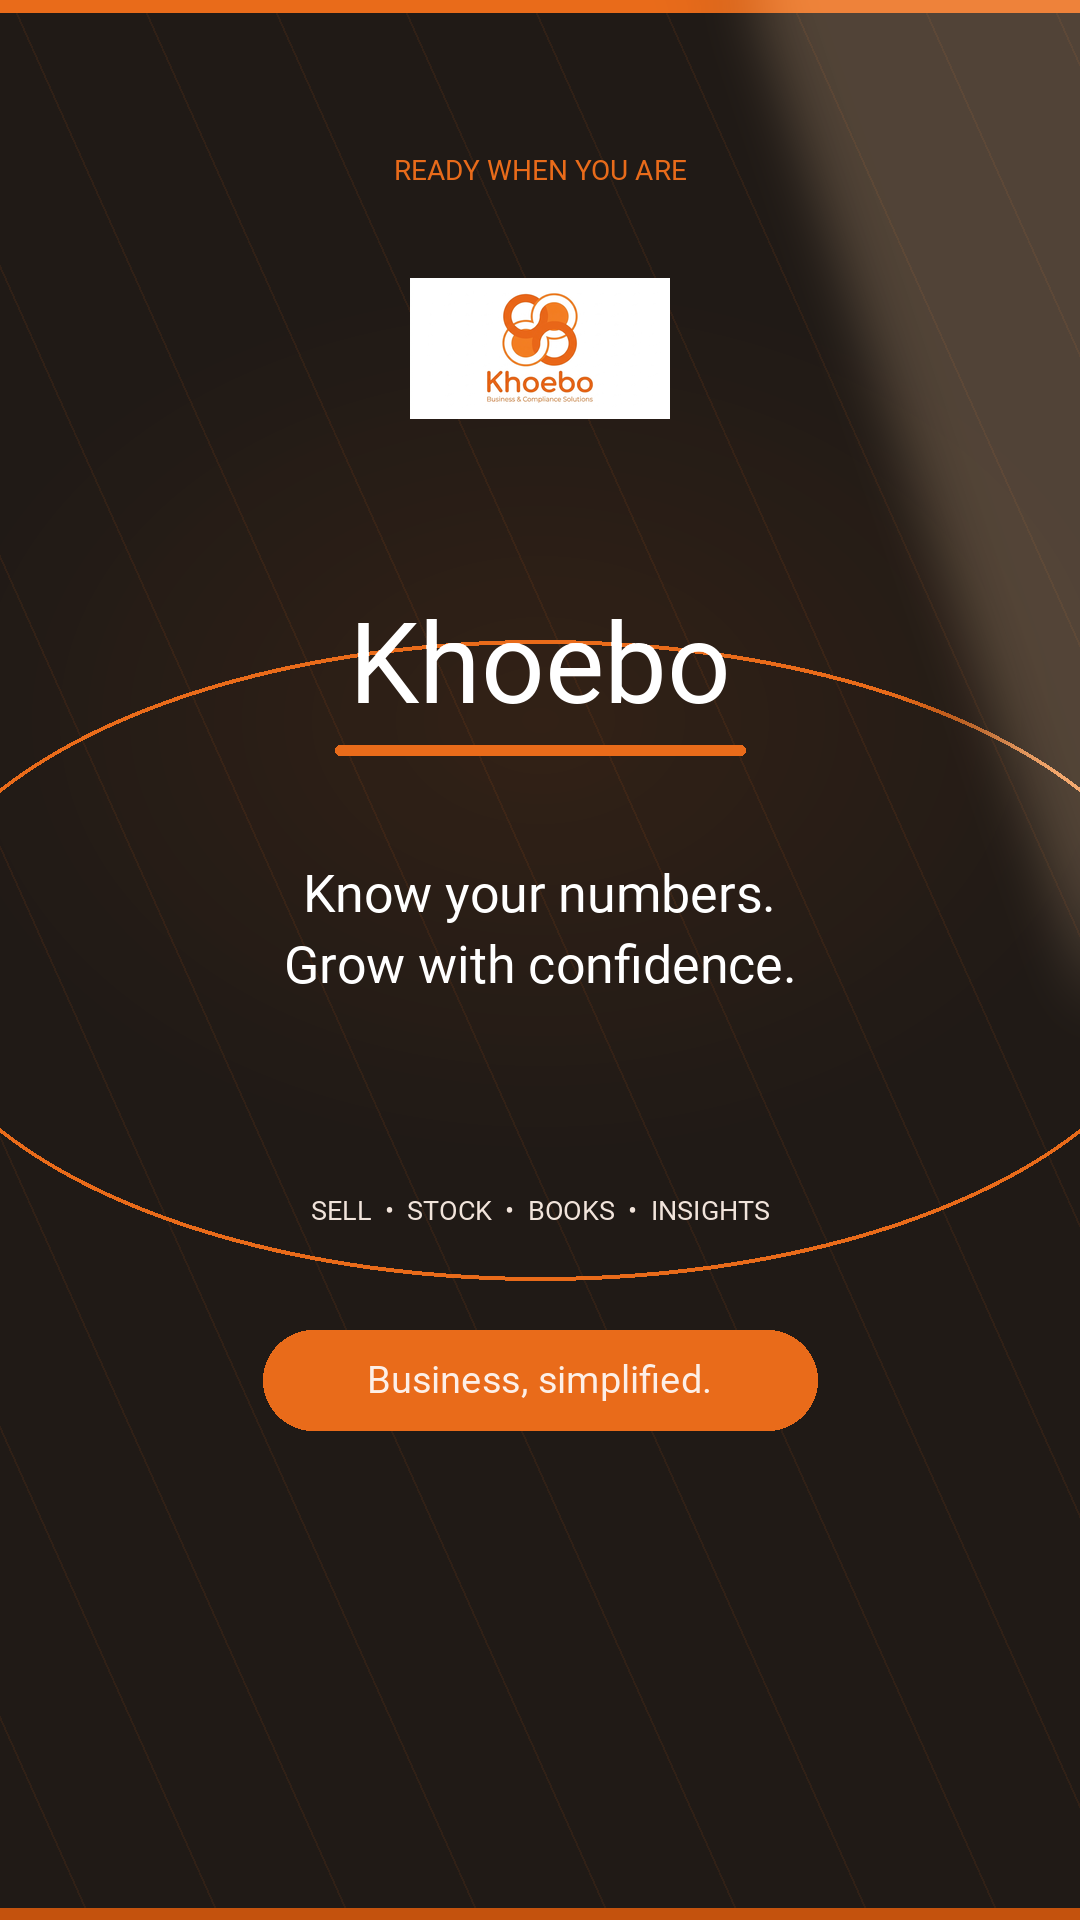 READY WHEN YOU ARE
Khoebo
Business & Compliance Solutions
Khoebo
Know your numbers.
Grow with confidence.
SELL • STOCK • BOOKS • INSIGHTS
Business, simplified.